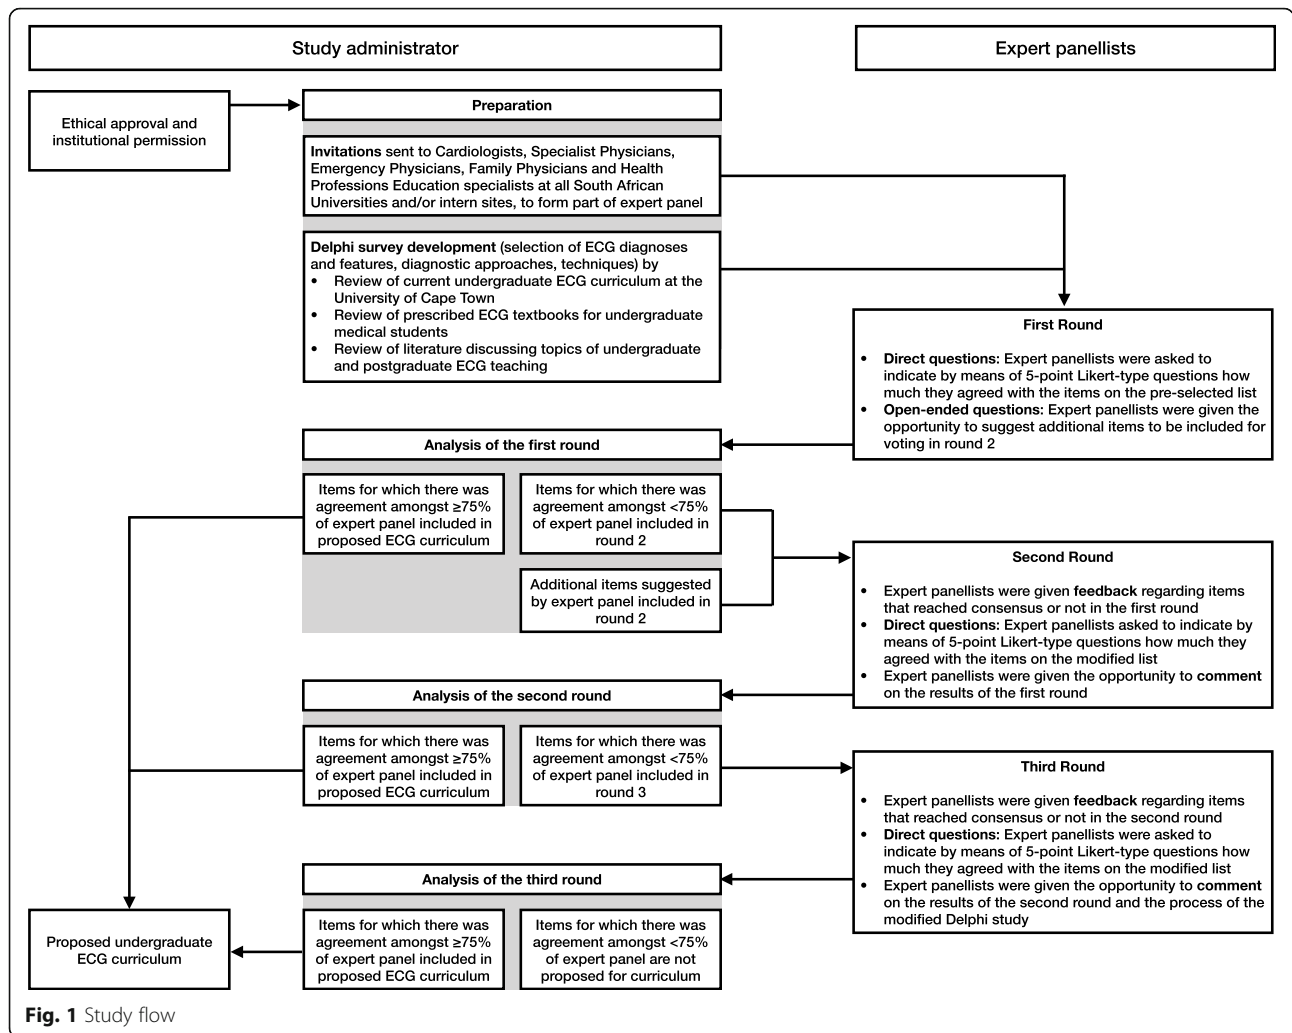 Study administrator
Expert panellists
Ethical approval and
institutional permission
Preparation
Invitations sent to Cardiologists, Specialist Physicians,
Emergency Physicians, Family Physicians and Health
Professions Education specialists at all South African
Universities and/or intern sites, to form part of expert panel
Delphi survey development (selection of ECG diagnoses
and features, diagnostic approaches, techniques) by
• Review of current undergraduate ECG curriculum at the
University of Cape Town
• Review of prescribed ECG textbooks for undergraduate
medical students
• Review of literature discussing topics of undergraduate
and postgraduate ECG teaching
First Round
• Direct questions: Expert panellists were asked to
indicate by means of 5-point Likert-type questions how
much they agreed with the items on the pre-selected list
• Open-ended questions: Expert panellists were given the
opportunity to suggest additional items to be included for
voting in round 2
Analysis of the first round
Items for which there was
agreement amongst ≥75%
of expert panel included in
proposed ECG curriculum
Items for which there was
agreement amongst <75%
of expert panel included in
round 2
Additional items suggested
by expert panel included in
round 2
Second Round
• Expert panellists were given feedback regarding items
that reached consensus or not in the first round
• Direct questions: Expert panellists asked to indicate by
means of 5-point Likert-type questions how much they
agreed with the items on the modified list
• Expert panellists were given the opportunity to comment
on the results of the first round
Analysis of the second round
Items for which there was
agreement amongst ≥75%
of expert panel included in
proposed ECG curriculum
Items for which there was
agreement amongst <75%
of expert panel included in
round 3
Third Round
• Expert panellists were given feedback regarding items
that reached consensus or not in the second round
• Direct questions: Expert panellists were asked to
indicate by means of 5-point Likert-type questions how
much they agreed with the items on the modified list
• Expert panellists were given the opportunity to comment
on the results of the second round and the process of the
modified Delphi study
Analysis of the third round
Items for which there was
agreement amongst ≥75%
of expert panel included in
proposed ECG curriculum
Items for which there was
agreement amongst <75%
of expert panel are not
proposed for curriculum
Proposed undergraduate
ECG curriculum
Fig. 1 Study flow